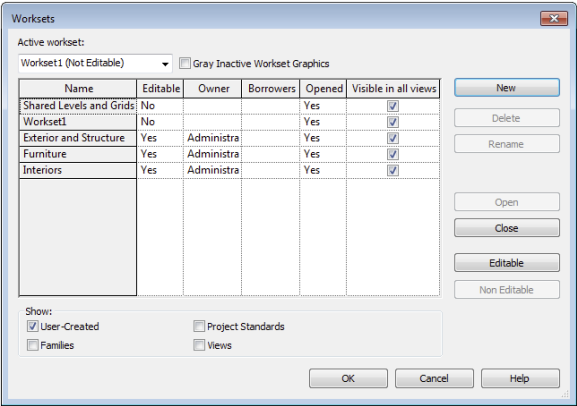 Worksets
Active workset:
Workset1 (Not Editable)
Gray Inactive Workset Graphics
Name Editable Owner Borrowers Opened Visible in all views
Shared Levels and Grids No Yes
Workset1 No Yes
Exterior and Structure Yes Administra Yes
Furniture Yes Administra Yes
Interiors Yes Administra Yes
New
Delete
Rename
Open
Close
Editable
Non Editable
Show:
User-Created Project Standards
Families Views
OK Cancel Help